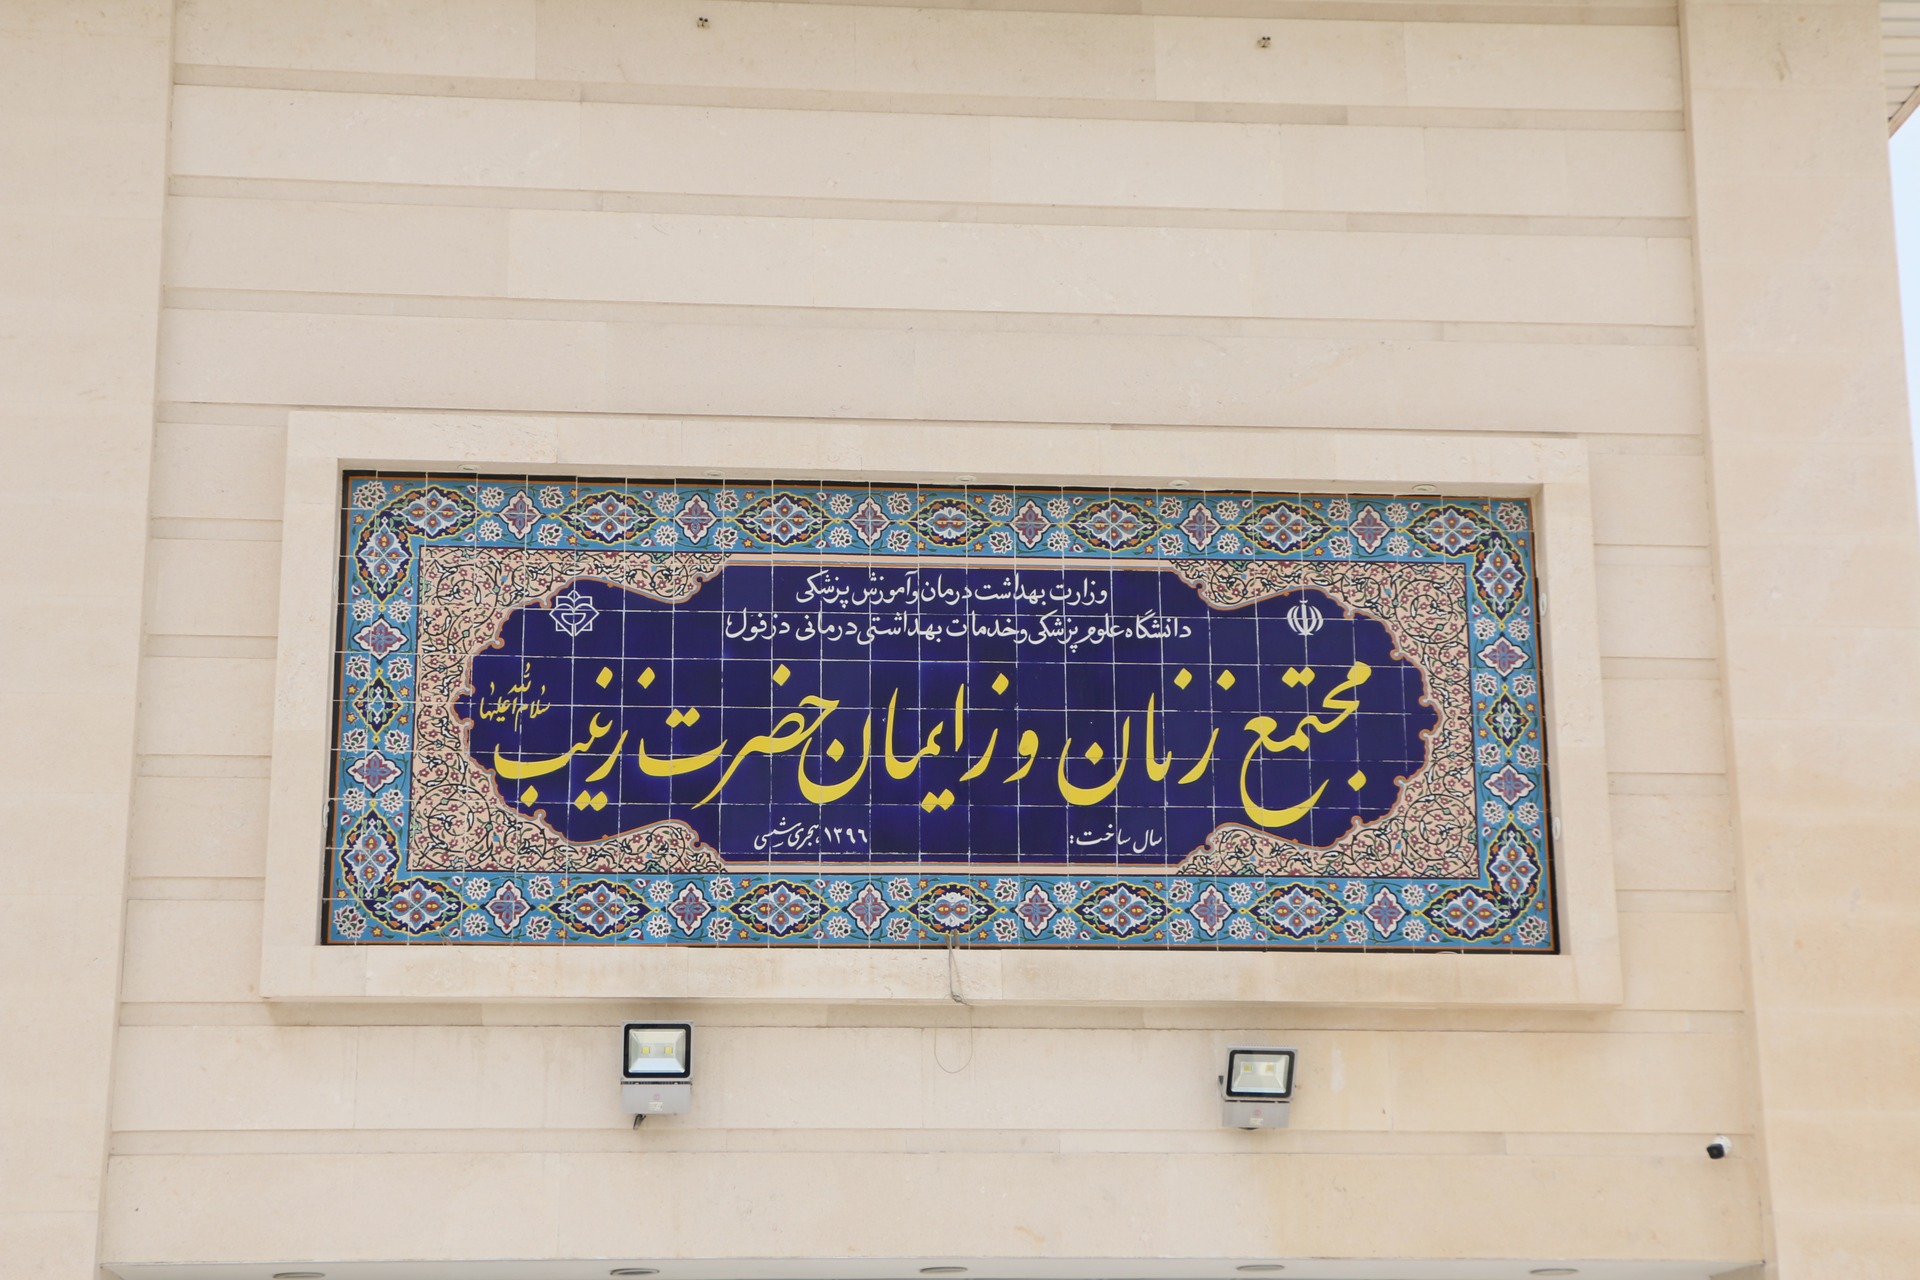 وزارت بهداشت درمان و آموزش پزشکی
دانشگاه علوم پزشکی و خدمات بهداشتی درمانی دزفول
مجتمع زنان و زایمان حضرت زینب سلام الله علیها
سال ساخت: ۱۳۹۶ هجری شمسی